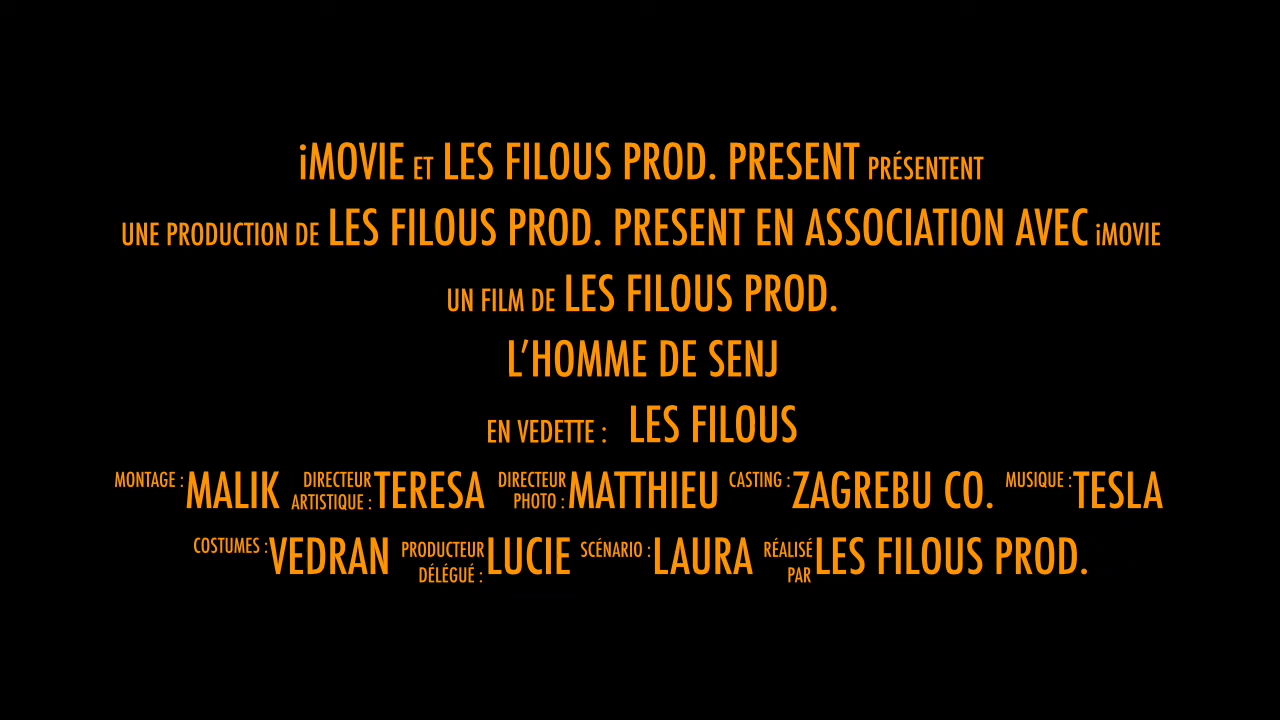 iMOVIE ET LES FILOUS PROD. PRESENT PRÉSENTENT
UNE PRODUCTION DE LES FILOUS PROD. PRESENT EN ASSOCIATION AVEC iMOVIE
UN FILM DE LES FILOUS PROD.
L’HOMME DE SENJ
EN VEDETTE : LES FILOUS
MONTAGE : MALIK DIRECTEUR ARTISTIQUE : TERESA DIRECTEUR PHOTO : MATTHIEU CASTING : ZAGREBU CO. MUSIQUE : TESLA
COSTUMES : VEDRAN PRODUCTEUR DÉLÉGUÉ : LUCIE SCÉNARIO : LAURA RÉALISÉ PAR LES FILOUS PROD.